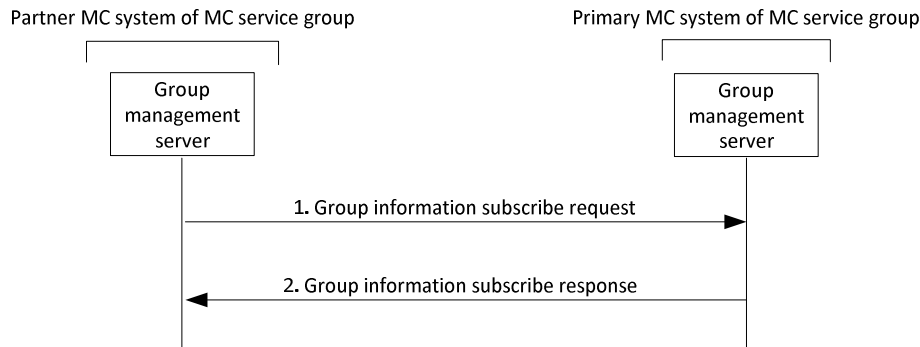 Partner MC system of MC service group
Primary MC system of MC service group
Group
management
server
Group
management
server
1. Group information subscribe request
2. Group information subscribe response